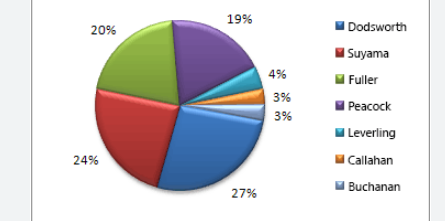 19%
20%
4%
3%
3%
24%
27%
Dodsworth
Suyama
Fuller
Peacock
Leverling
Callahan
Buchanan